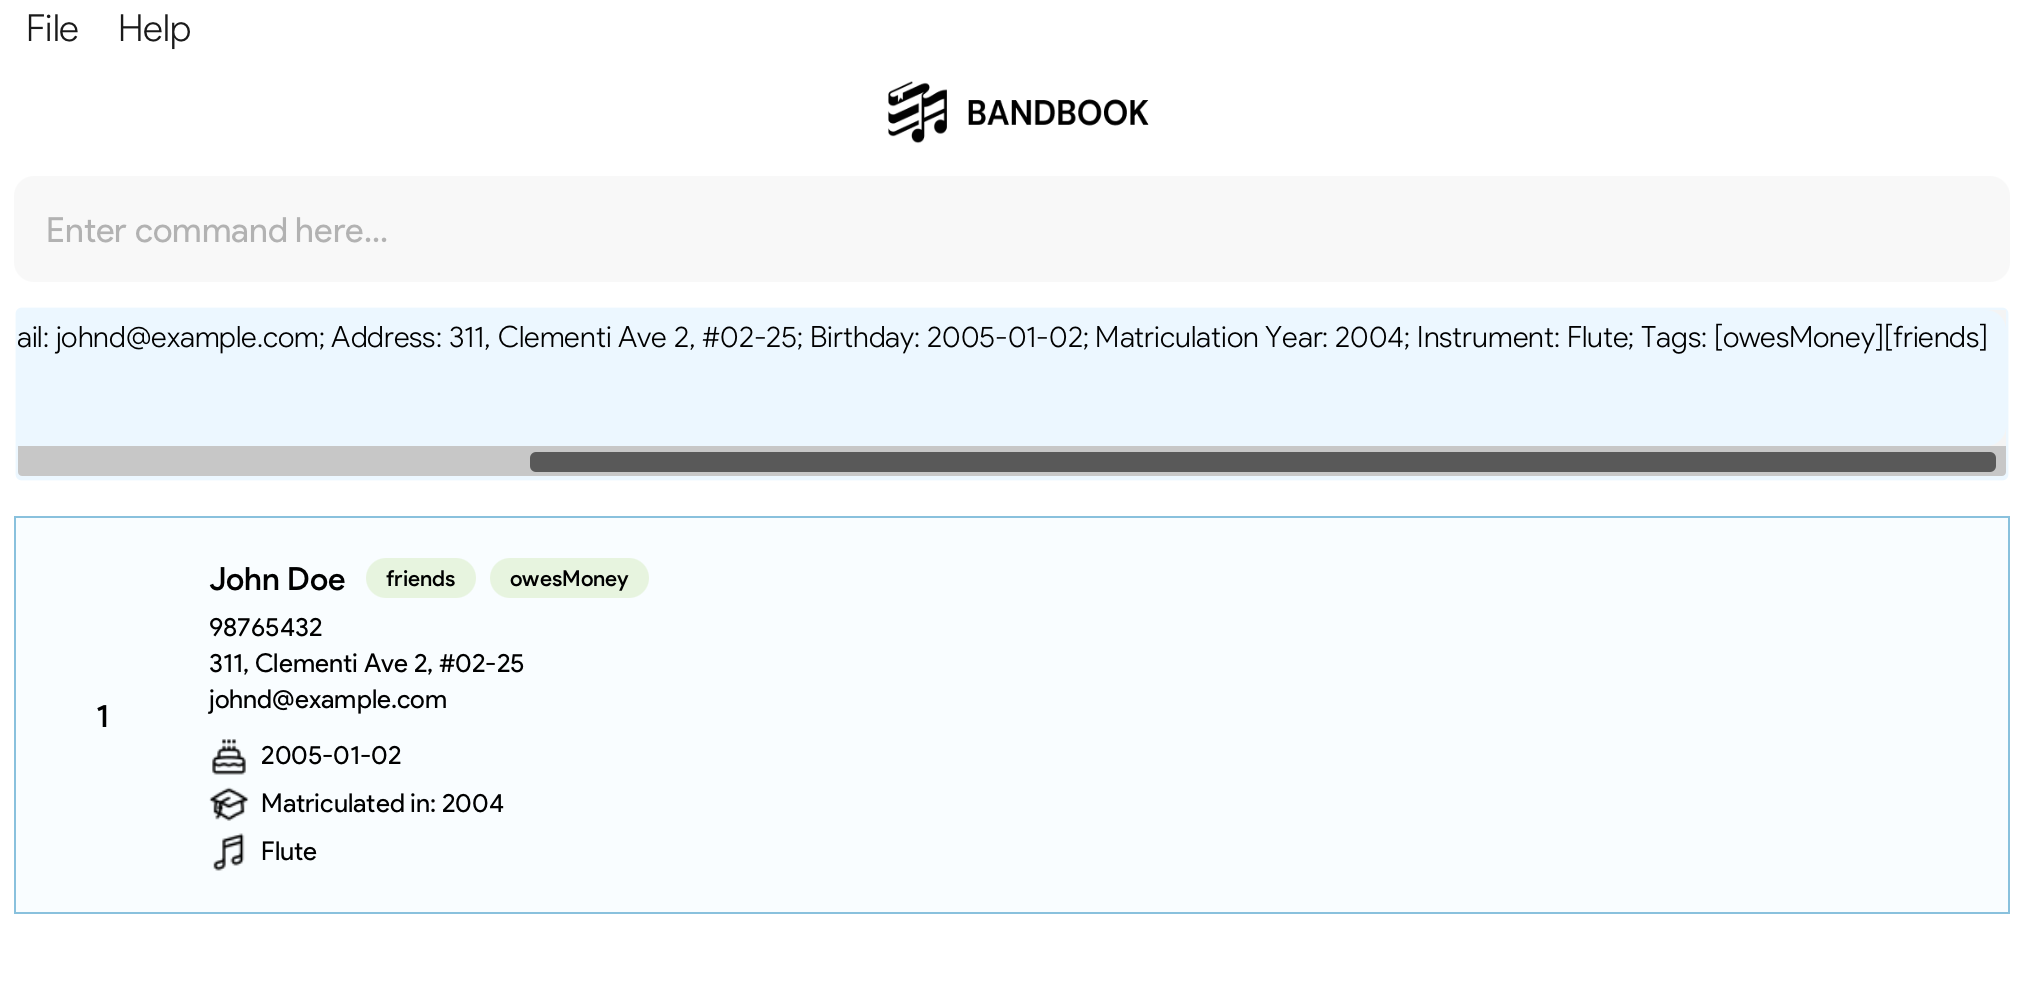 File Help
BANDBOOK
Enter command here...
ail: johnd@example.com; Address: 311, Clementi Ave 2, #02-25; Birthday: 2005-01-02; Matriculation Year: 2004; Instrument: Flute; Tags: [owesMoney][friends]
John Doe friends owesMoney
98765432
311, Clementi Ave 2, #02-25
johnd@example.com
1
2005-01-02
Matriculated in: 2004
Flute